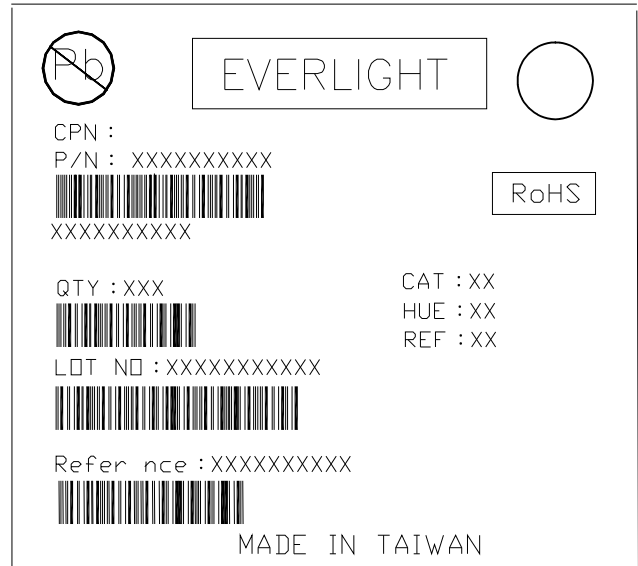 Pb
EVERLIGHT
CPN :
P/N : XXXXXXXXXX
RoHS
XXXXXXXXXX
QTY : XXX
CAT : XX
HUE : XX
REF : XX
LOT NO : XXXXXXXXXXX
Refer nce : XXXXXXXXXX
MADE IN TAIWAN